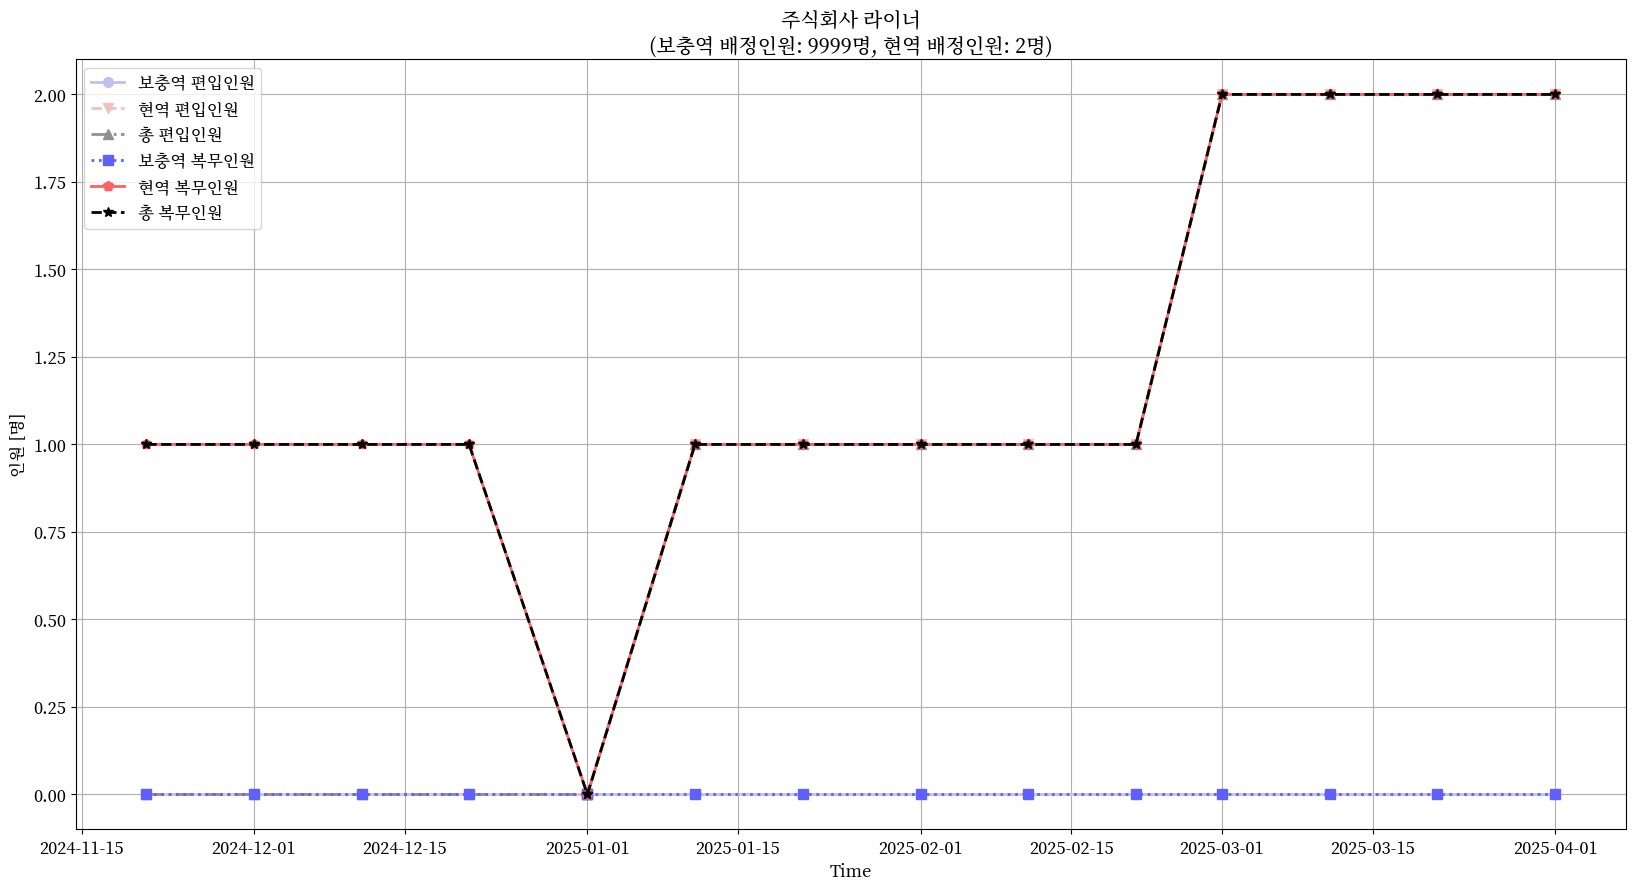 주식회사 라이너
(보충역 배정인원: 9999명, 현역 배정인원: 2명)
보충역 편입인원
현역 편입인원
총 편입인원
보충역 복무인원
현역 복무인원
총 복무인원
2.00
1.75
1.50
1.25
1.00
0.75
0.50
0.25
0.00
인원 [명]
2024-11-15
2024-12-01
2024-12-15
2025-01-01
2025-01-15
2025-02-01
2025-02-15
2025-03-01
2025-03-15
2025-04-01
Time